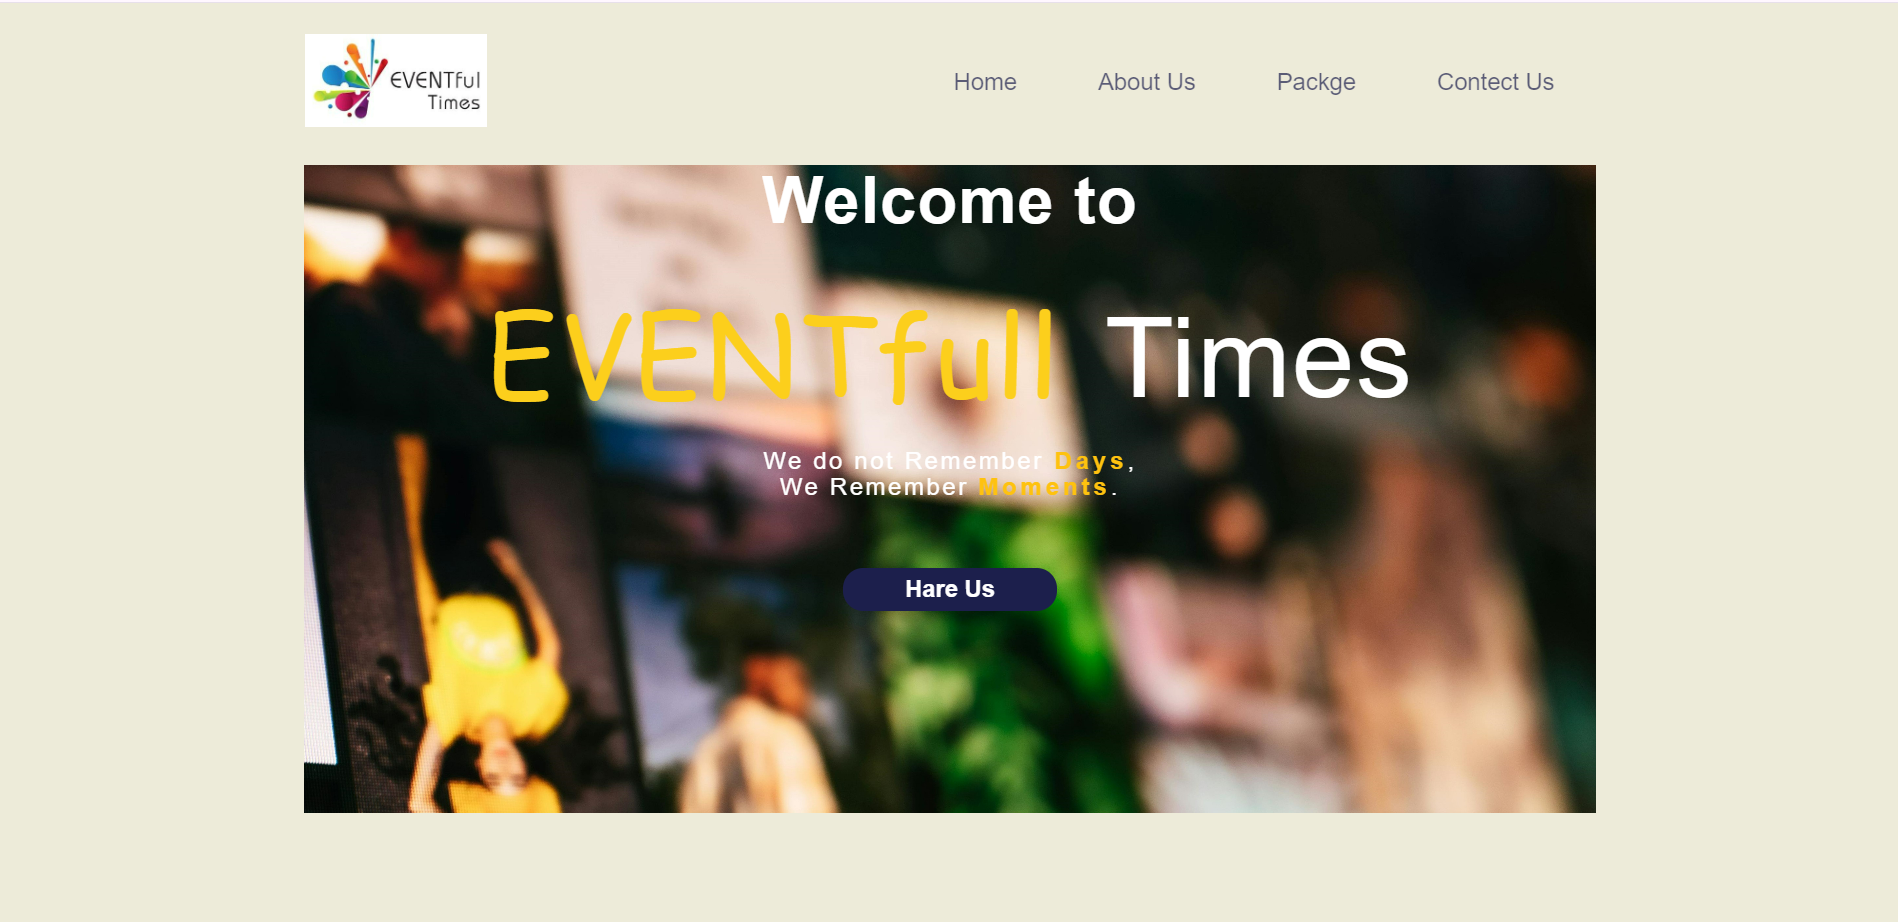 EVENTful
Times
Home About Us Packge Contect Us
Welcome to
EVENTfull Times
We do not Remember Days,
We Remember Moments.
Hare Us